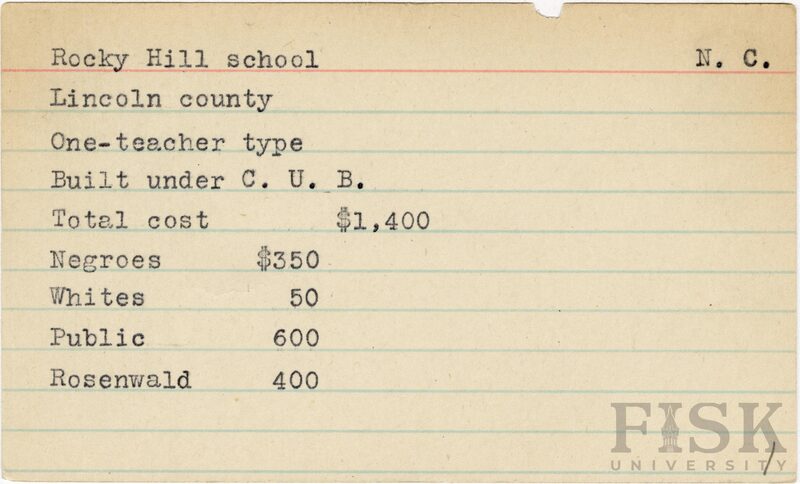 Rocky Hill school N. C.
Lincoln county
One-teacher type
Built under C. U. B.
Total cost $1,400
Negroes $350
Whites 50
Public 600
Rosenwald 400
FISK
UNIVERSITY
/